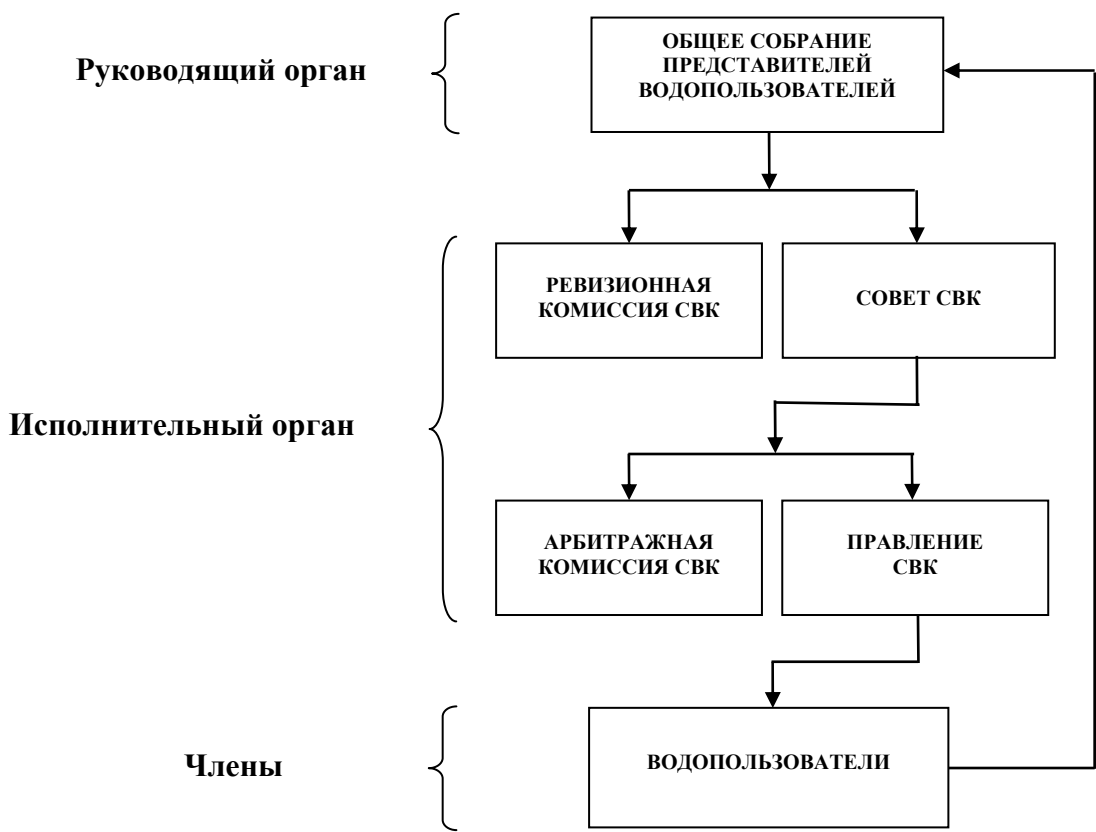 Руководящий орган
ОБЩЕЕ СОБРАНИЕ
ПРЕДСТАВИТЕЛЕЙ
ВОДОПОЛЬЗОВАТЕЛЕЙ
РЕВИЗИОННАЯ
КОМИССИЯ СВК
СОВЕТ СВК
Исполнительный орган
АРБИТРАЖНАЯ
КОМИССИЯ СВК
ПРАВЛЕНИЕ
СВК
Члены
ВОДОПОЛЬЗОВАТЕЛИ